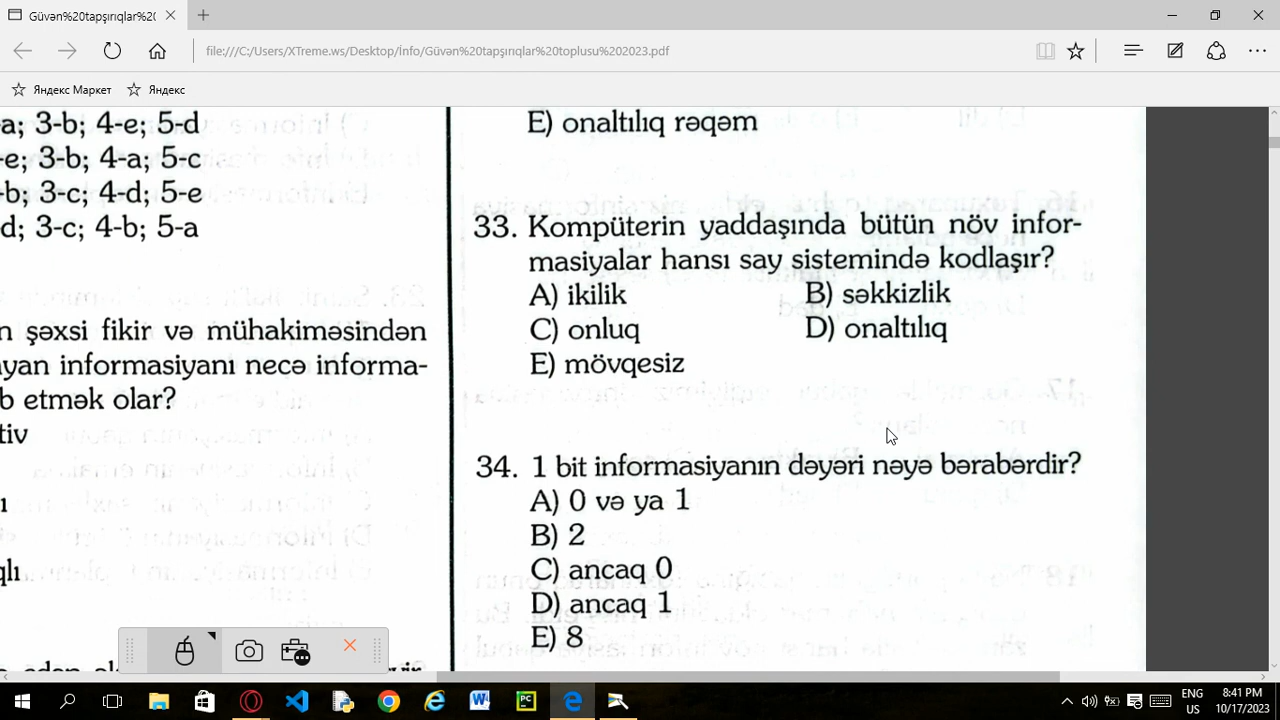 Güvən%20tapşırıqlar%20
file:///C:/Users/XTreme.ws/Desktop/İnfo/Güvən%20tapşırıqlar%20toplusu%202023.pdf
Яндекс Маркет
Яндекс
-a; 3-b; 4-e; 5-d
-e; 3-b; 4-a; 5-c
-b; 3-c; 4-d; 5-e
d; 3-c; 4-b; 5-a
n şəxsi fikir və mühakiməsindən
yan informasiyanı necə informa-
b etmək olar?
tiv
E) onaltılıq rəqəm
33. Kompüterin yaddaşında bütün növ infor-
masiyalar hansı say sistemində kodlaşır?
A) ikilik B) səkkizlik
C) onluq D) onaltılıq
E) mövqesiz
34. 1 bit informasiyanın dəyəri nəyə bərabərdir?
A) 0 və ya 1
B) 2
C) ancaq 0
D) ancaq 1
E) 8
ENG
US
8:41 PM
10/17/2023